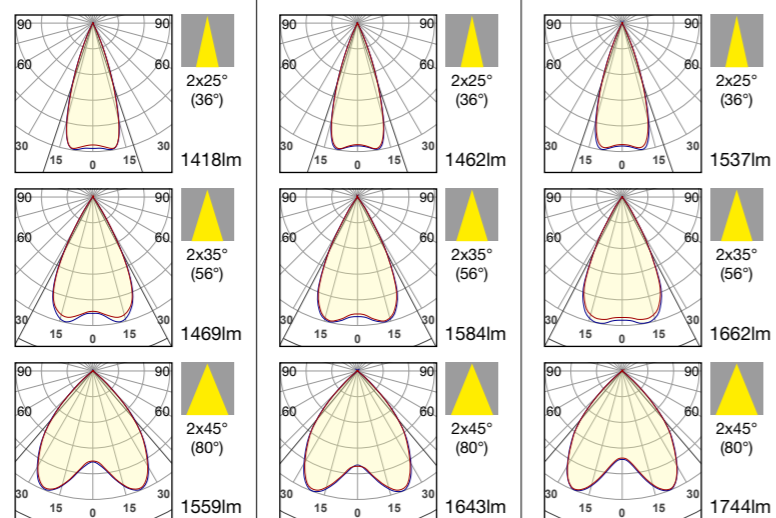 90 90
60 60
30 15 0 15 30
2x25°
(36°)
1418lm
90 90
60 60
30 15 0 15 30
2x25°
(36°)
1462lm
90 90
60 60
30 15 0 15 30
2x25°
(36°)
1537lm
90 90
60 60
30 15 0 15 30
2x35°
(56°)
1469lm
90 90
60 60
30 15 0 15 30
2x35°
(56°)
1584lm
90 90
60 60
30 15 0 15 30
2x35°
(56°)
1662lm
90 90
60 60
30 15 0 15 30
2x45°
(80°)
1559lm
90 90
60 60
30 15 0 15 30
2x45°
(80°)
1643lm
90 90
60 60
30 15 0 15 30
2x45°
(80°)
1744lm